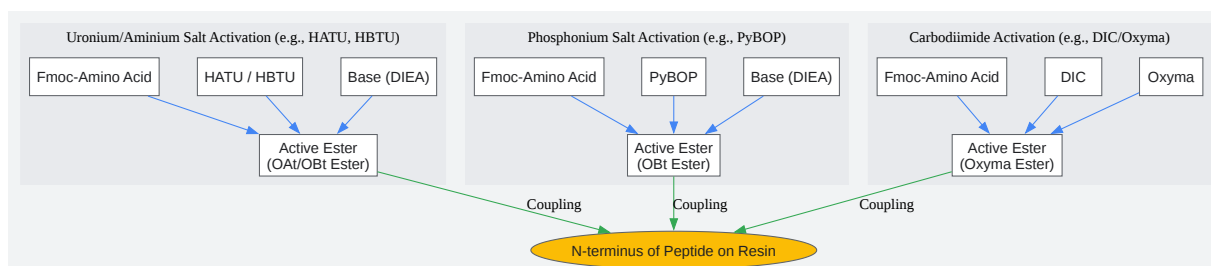 Uronium/Aminium Salt Activation (e.g., HATU, HBTU)
Fmoc-Amino Acid
HATU / HBTU
Base (DIEA)
Active Ester
(OAt/OBt Ester)
Phosphonium Salt Activation (e.g., PyBOP)
Fmoc-Amino Acid
PyBOP
Base (DIEA)
Active Ester
(OBt Ester)
Carbodiimide Activation (e.g., DIC/Oxyma)
Fmoc-Amino Acid
DIC
Oxyma
Active Ester
(Oxyma Ester)
Coupling
Coupling
Coupling
N-terminus of Peptide on Resin